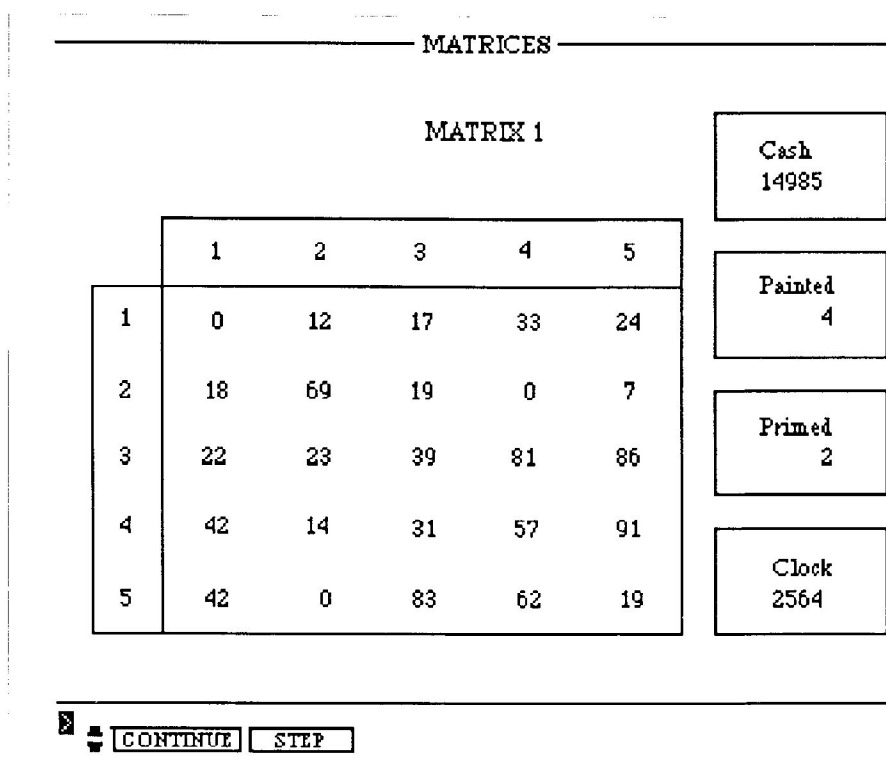 MATRICES
MATRIX 1
Cash
14985
1 2 3 4 5
Painted
4
1 0 12 17 33 24
2 18 69 19 0 7
Primed
2
3 22 23 39 81 86
4 42 14 31 57 91
Clock
2564
5 42 0 83 62 19
CONTINUE STEP